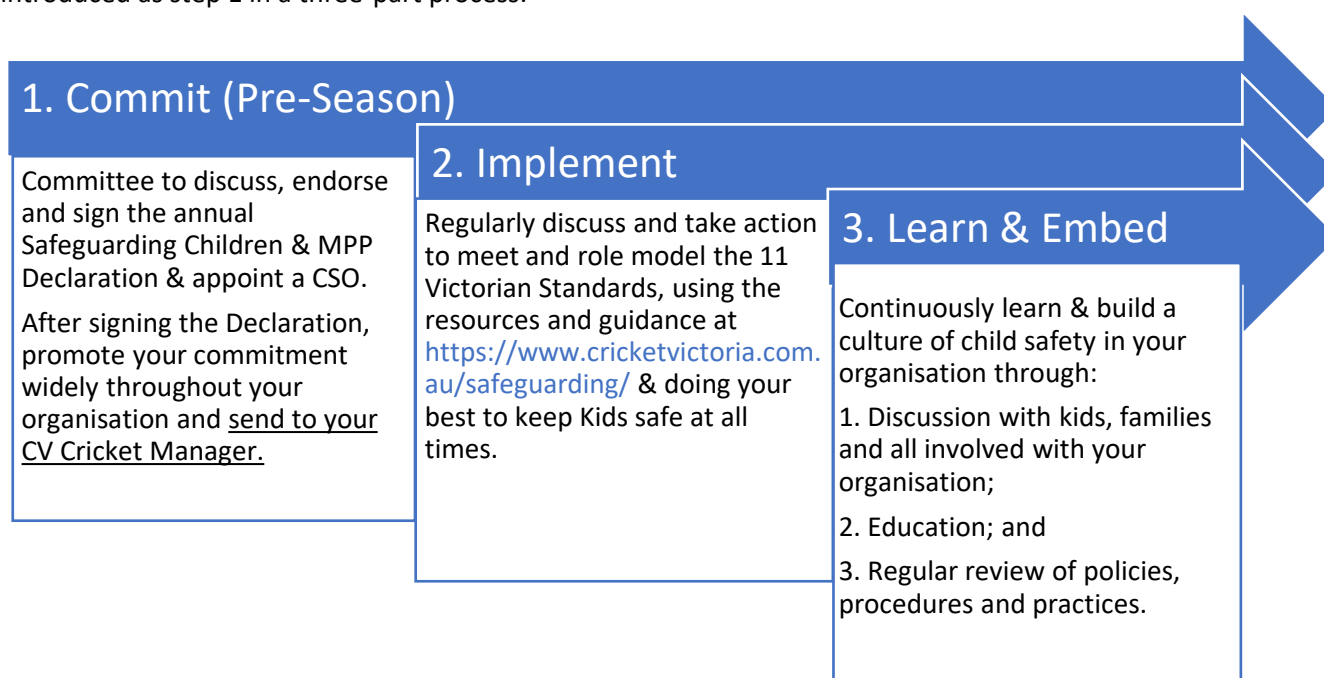 introduced as step 1 in a three-part process.
1. Commit (Pre-Season)
Committee to discuss, endorse
and sign the annual
Safeguarding Children & MPP
Declaration & appoint a CSO.
After signing the Declaration,
promote your commitment
widely throughout your
organisation and send to your
CV Cricket Manager.
2. Implement
Regularly discuss and take action
to meet and role model the 11
Victorian Standards, using the
resources and guidance at
https://www.cricketvictoria.com.
au/safeguarding/ & doing your
best to keep Kids safe at all
times.
3. Learn & Embed
Continuously learn & build a
culture of child safety in your
organisation through:
1. Discussion with kids, families
and all involved with your
organisation;
2. Education; and
3. Regular review of policies,
procedures and practices.